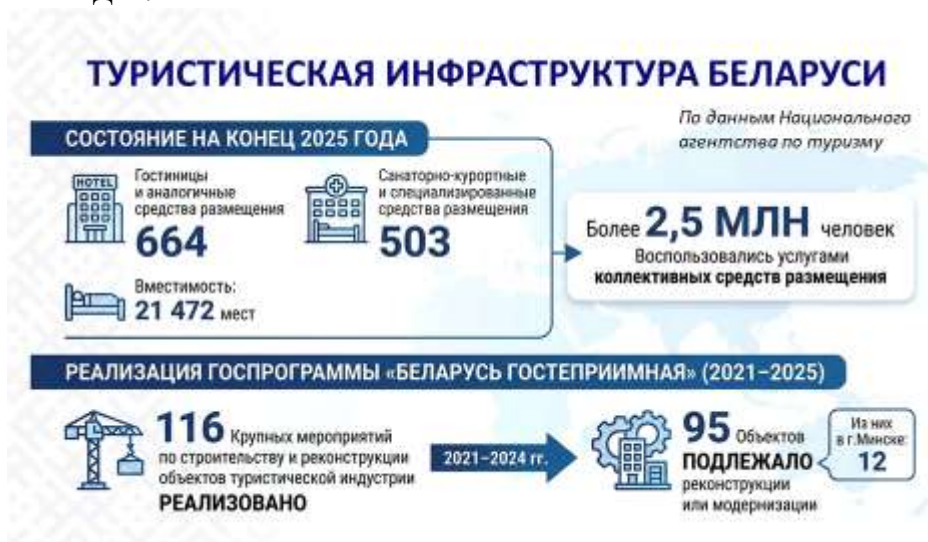 ТУРИСТИЧЕСКАЯ ИНФРАСТРУКТУРА БЕЛАРУСИ
По данным Национального
агентства по туризму
СОСТОЯНИЕ НА КОНЕЦ 2025 ГОДА
HOTEL
Гостиницы
и аналогичные
средства размещения
664
Санаторно-курортные
и специализированные
средства размещения
503
Вместимость:
21 472 мест
Более 2,5 МЛН человек
Воспользовались услугами
коллективных средств размещения
РЕАЛИЗАЦИЯ ГОСПРОГРАММЫ «БЕЛАРУСЬ ГОСТЕПРИИМНАЯ» (2021–2025)
116 Крупных мероприятий
по строительству и реконструкции
объектов туристической индустрии
РЕАЛИЗОВАНО
2021–2024 гг.
95 Объектов
ПОДЛЕЖАЛО
реконструкции
или модернизации
Из них
в г.Минске:
12